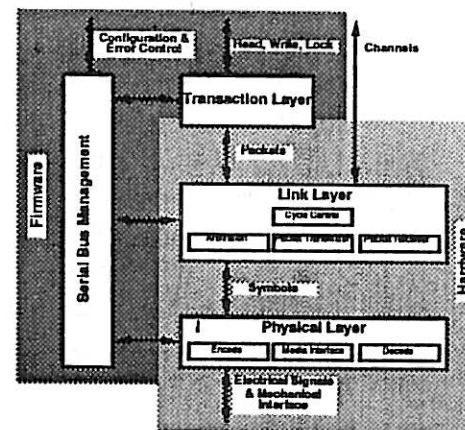 Configuration &
Error Control
Read, Write, Lock
Channels
Transaction Layer
Packets
Firmware
Serial Bus Management
Link Layer
Cycle Control
Packet Transmitter
Packet Receiver
Hardware
Symbols
Physical Layer
Encode
Media Interface
Decode
Electrical Signals
& Mechanical
Interface